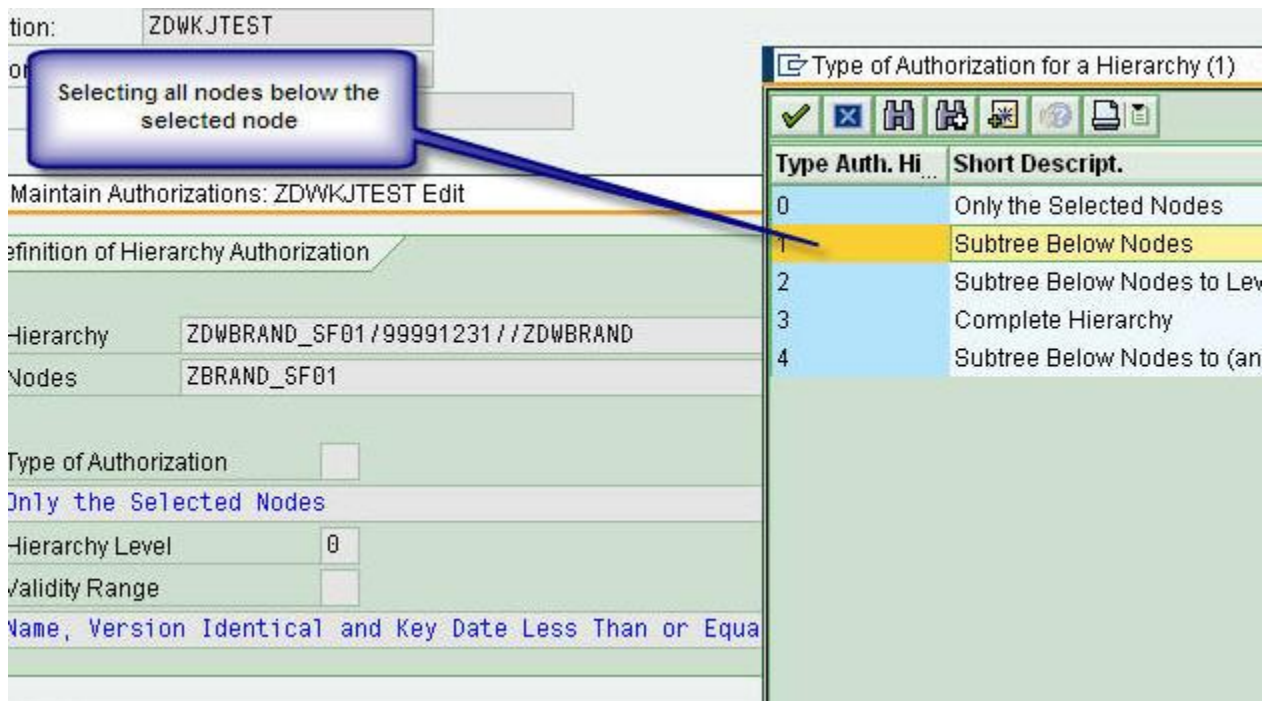 tion: ZDWKJTEST
or
Selecting all nodes below the
selected node
Maintain Authorizations: ZDWKJTEST Edit
efinition of Hierarchy Authorization
Hierarchy ZDWBRAND_SF01/99991231//ZDWBRAND
Nodes ZBRAND_SF01
Type of Authorization
Only the Selected Nodes
Hierarchy Level 0
Validity Range
Name, Version Identical and Key Date Less Than or Equa
Type of Authorization for a Hierarchy (1)
Type Auth. Hi... Short Descript.
0 Only the Selected Nodes
1 Subtree Below Nodes
2 Subtree Below Nodes to Lev
3 Complete Hierarchy
4 Subtree Below Nodes to (an